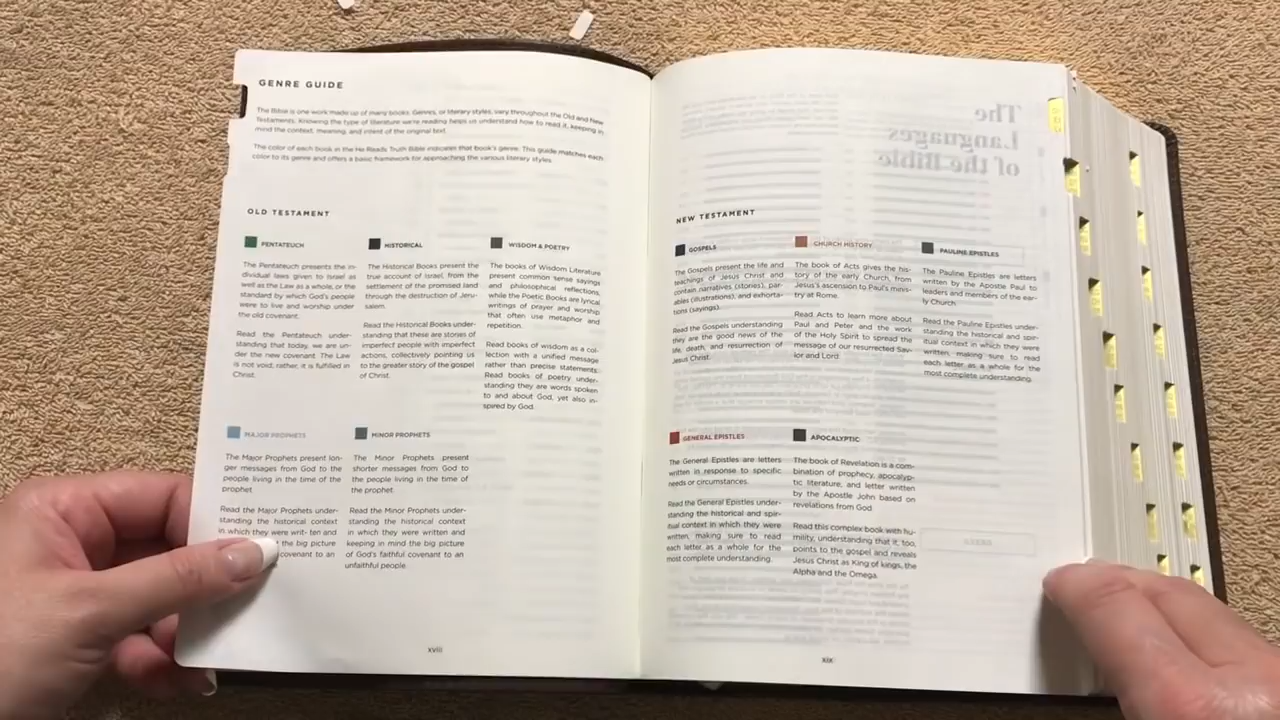 GENRE GUIDE
The Bible is one work made up of many books. Genres, or literary styles, vary throughout the Old and New
Testaments. Knowing the type of literature we're reading helps us understand how to read it, keeping in
mind the context, meaning, and intent of the original text.
The color of each book in the He Reads Truth Bible indicates that book's genre. This guide matches each
color to its genre and offers a basic framework for approaching the various literary styles.
OLD TESTAMENT
PENTATEUCH
The Pentateuch presents the in-
dividual laws given to Israel as
well as the Law as a whole, or the
standard by which God's people
were to live and worship under
the old covenant.
Read the Pentateuch under-
standing that today, we are un-
der the new covenant. The Law
is not void, rather, it is fulfilled in
Christ.
HISTORICAL
The Historical Books present the
true account of Israel, from the
settlement of the promised land
through the destruction of Jeru-
salem.
Read the Historical Books under-
standing that these are stories of
imperfect people with imperfect
actions, collectively pointing us
to the greater story of the gospel
of Christ.
WISDOM & POETRY
The books of Wisdom Literature
present common sense sayings
and philosophical reflections,
while the Poetic Books are lyrical
writings of prayer and worship
that often use metaphor and
repetition.
Read books of wisdom as a col-
lection with a unified message
rather than precise statements.
Read books of poetry under-
standing they are words spoken
to and about God, yet also in-
spired by God.
MAJOR PROPHETS
The Major Prophets present lon-
ger messages from God to the
people living in the time of the
prophet.
Read the Major Prophets under-
standing the historical context
in which they were writ- ten and
the big picture
covenant to an
MINOR PROPHETS
The Minor Prophets present
shorter messages from God to
the people living in the time of
the prophet.
Read the Minor Prophets under-
standing the historical context
in which they were written and
keeping in mind the big picture
of God's faithful covenant to an
unfaithful people.
xviii
The
Languages
of the Bible
NEW TESTAMENT
GOSPELS
The Gospels present the life and
teachings of Jesus Christ and
contain narratives (stories), par-
ables (illustrations), and exhorta-
tions (sayings).
Read the Gospels understanding
they are the good news of the
life, death, and resurrection of
Jesus Christ.
CHURCH HISTORY
The book of Acts gives the his-
tory of the early Church, from
Jesus's ascension to Paul's minis-
try at Rome.
Read Acts to learn more about
Paul and Peter and the work
of the Holy Spirit to spread the
message of our resurrected Sav-
ior and Lord.
PAULINE EPISTLES
The Pauline Epistles are letters
written by the Apostle Paul to
leaders and members of the ear-
ly Church.
Read the Pauline Epistles under-
standing the historical and spir-
itual context in which they were
written, making sure to read
each letter as a whole for the
most complete understanding.
GENERAL EPISTLES
The General Epistles are letters
written in response to specific
needs or circumstances.
Read the General Epistles under-
standing the historical and spir-
itual context in which they were
written, making sure to read
each letter as a whole for the
most complete understanding.
APOCALYPTIC
The book of Revelation is a com-
bination of prophecy, apocalyp-
tic literature, and letter written
by the Apostle John based on
revelations from God.
Read this complex book with hu-
mility, understanding that it, too,
points to the gospel and reveals
Jesus Christ as King of kings, the
Alpha and the Omega.
GREEK
xix